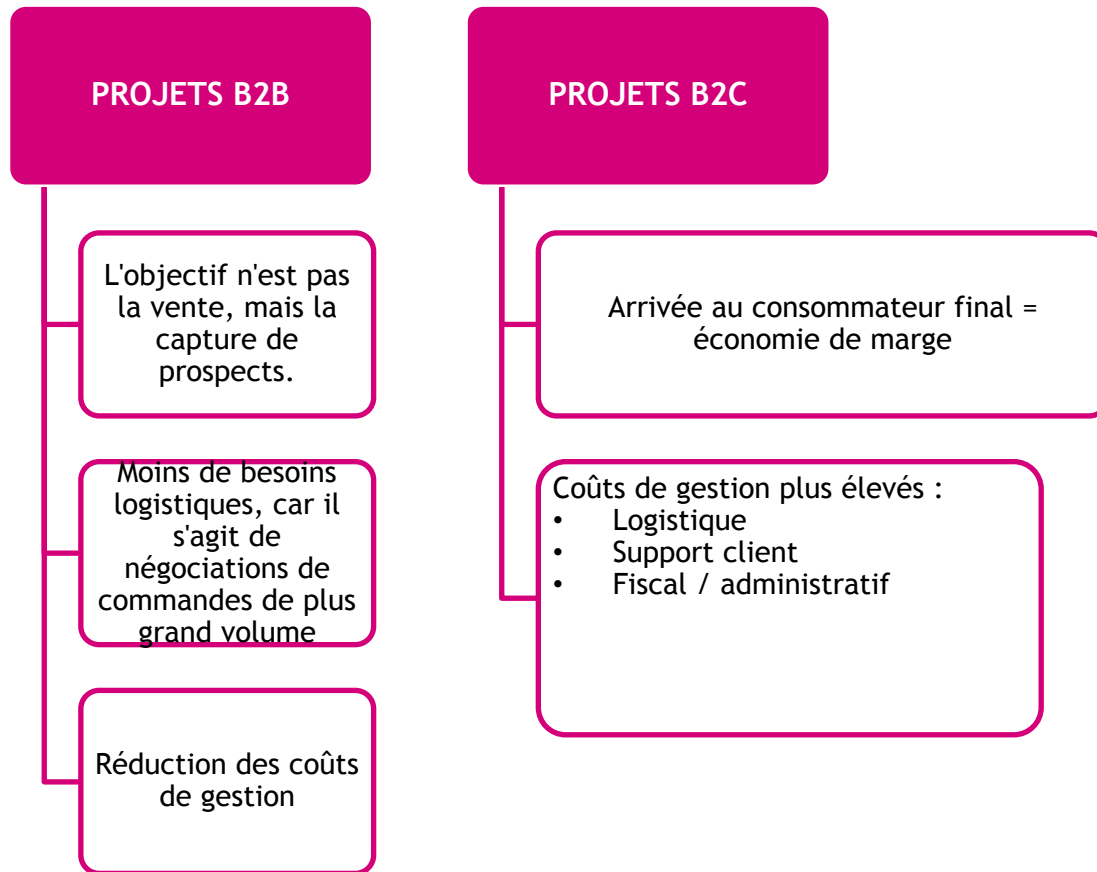 PROJETS B2B
L'objectif n'est pas
la vente, mais la
capture de
prospects.
Moins de besoins
logistiques, car il
s'agit de
négociations de
commandes de plus
grand volume
Réduction des coûts
de gestion
PROJETS B2C
Arrivée au consommateur final =
économie de marge
Coûts de gestion plus élevés :
• Logistique
• Support client
• Fiscal / administratif